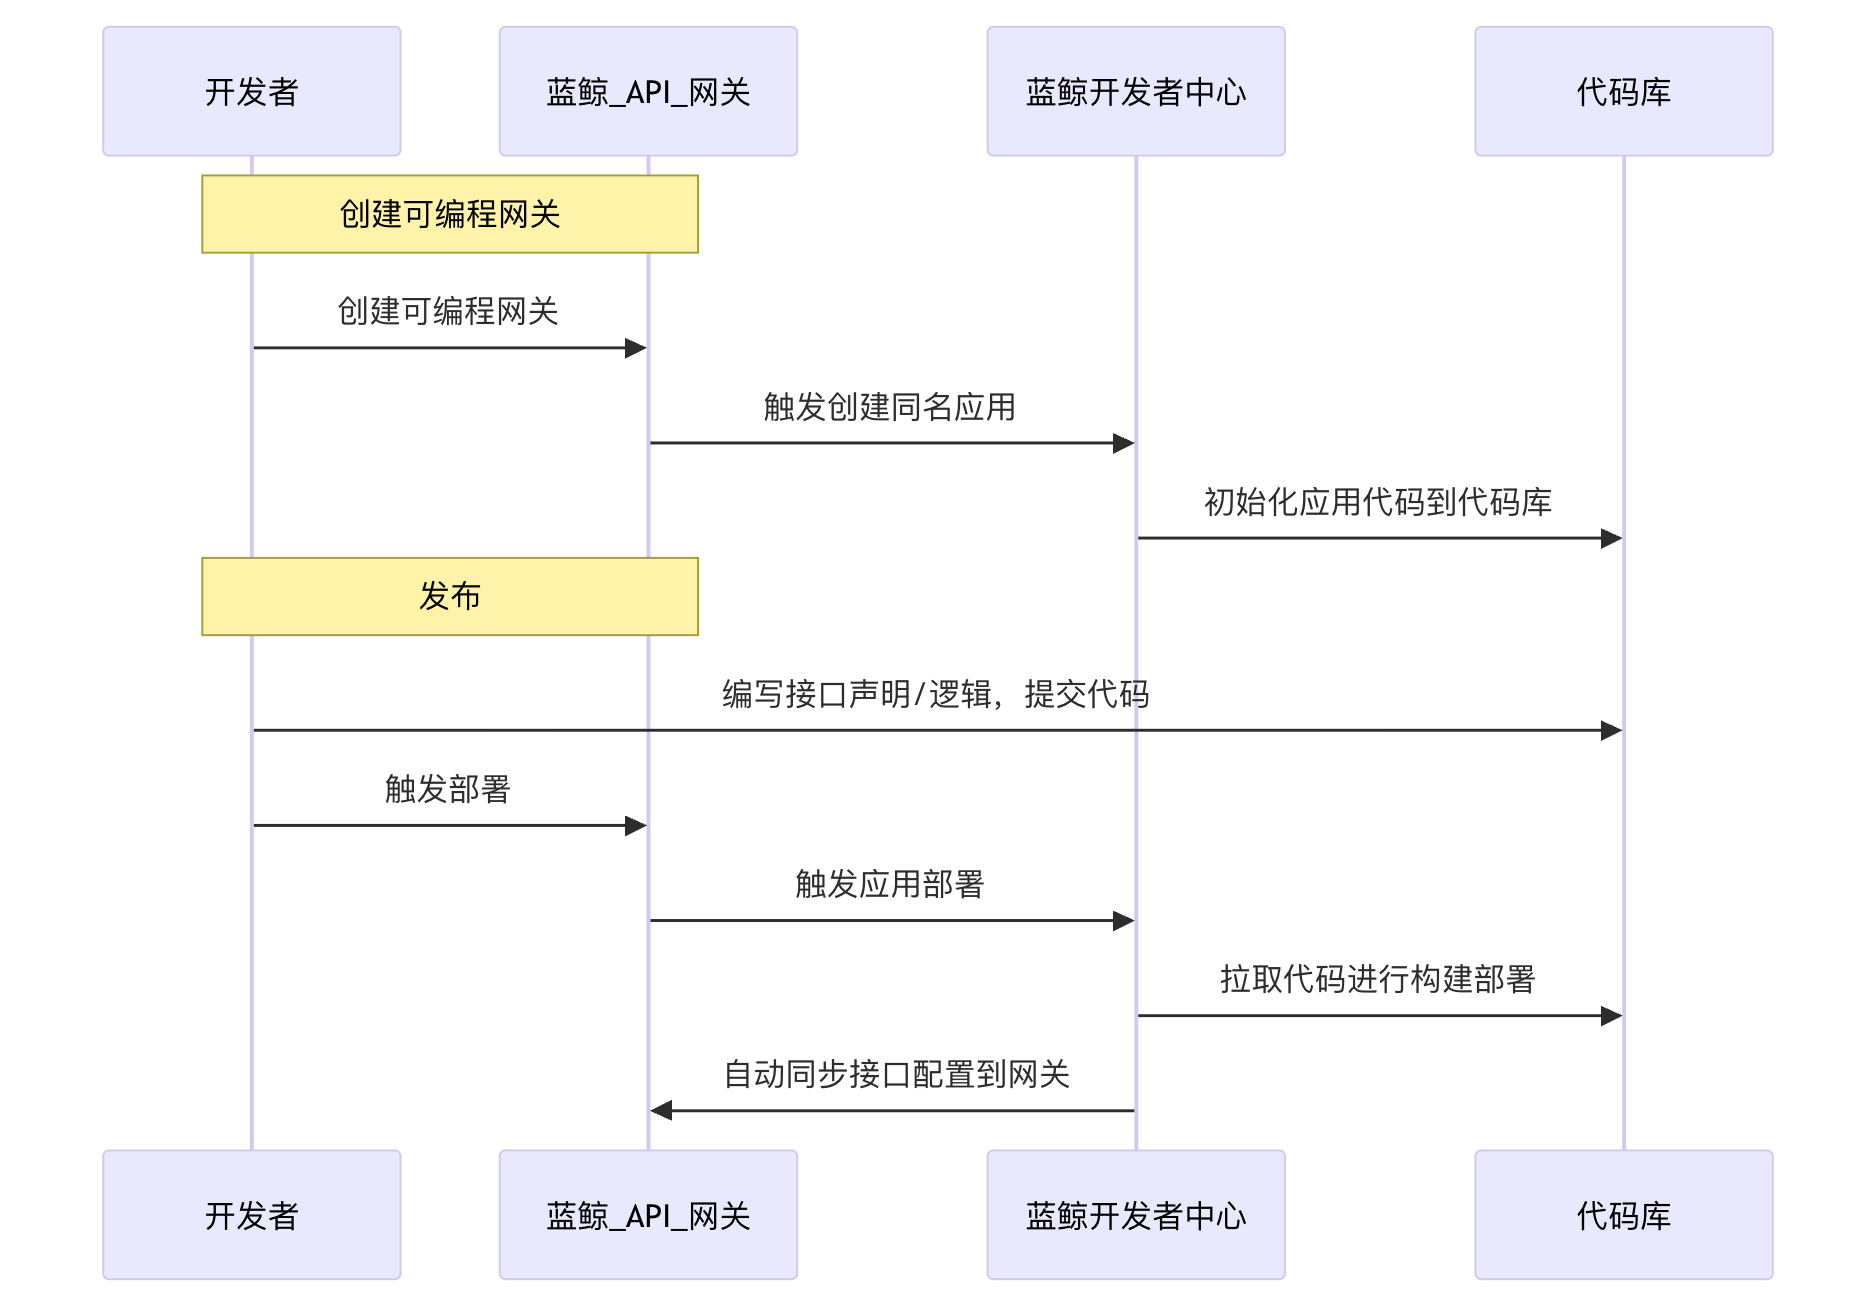 开发者
蓝鲸_API_网关
蓝鲸开发者中心
代码库
创建可编程网关
创建可编程网关
触发创建同名应用
初始化应用代码到代码库
发布
编写接口声明/逻辑，提交代码
触发部署
触发应用部署
拉取代码进行构建部署
自动同步接口配置到网关
开发者
蓝鲸_API_网关
蓝鲸开发者中心
代码库